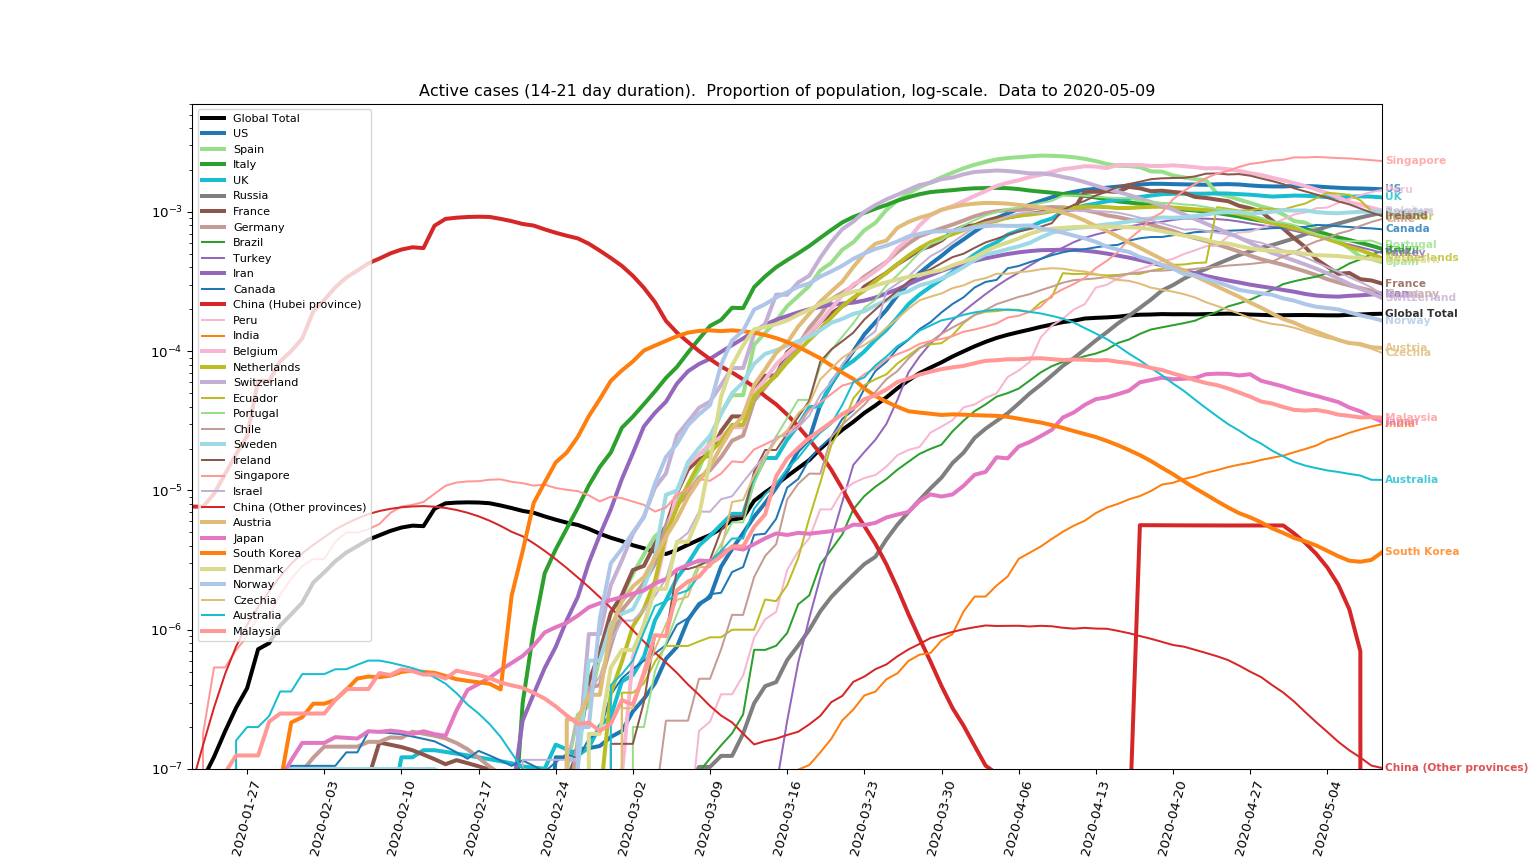 Active cases (14-21 day duration).  Proportion of population, log-scale.  Data to 2020-05-09
Global Total
US
Spain
Italy
UK
Russia
France
Germany
Brazil
Turkey
Iran
Canada
China (Hubei province)
Peru
India
Belgium
Netherlands
Switzerland
Ecuador
Portugal
Chile
Sweden
Ireland
Singapore
Israel
China (Other provinces)
Austria
Japan
South Korea
Denmark
Norway
Czechia
Australia
Malaysia
10⁻³
10⁻⁴
10⁻⁵
10⁻⁶
10⁻⁷
Singapore
US
Peru
UK
Ireland
Canada
Portugal
Turkey
Netherlands
Spain
France
Germany
Switzerland
Global Total
Norway
Austria
Czechia
Malaysia
Japan
India
Australia
South Korea
China (Other provinces)
2020-01-27
2020-02-03
2020-02-10
2020-02-17
2020-02-24
2020-03-02
2020-03-09
2020-03-16
2020-03-23
2020-03-30
2020-04-06
2020-04-13
2020-04-20
2020-04-27
2020-05-04